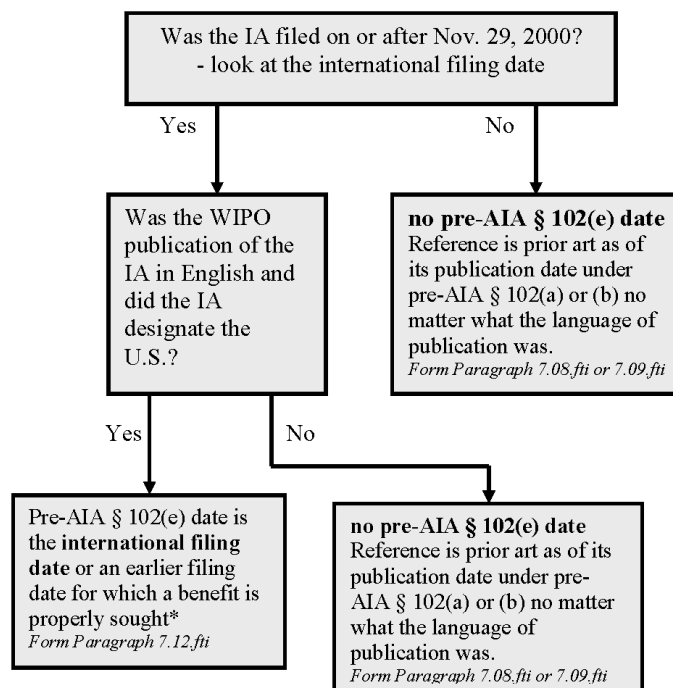 Was the IA filed on or after Nov. 29, 2000?
- look at the international filing date
Yes
No
Was the WIPO
publication of the
IA in English and
did the IA
designate the
U.S.?
no pre-AIA § 102(e) date
Reference is prior art as of
its publication date under
pre-AIA § 102(a) or (b) no
matter what the language of
publication was.
Form Paragraph 7.08.fti or 7.09.fti
Yes
No
Pre-AIA § 102(e) date is
the international filing
date or an earlier filing
date for which a benefit is
properly sought*
Form Paragraph 7.12.fti
no pre-AIA § 102(e) date
Reference is prior art as of its
publication date under pre-
AIA § 102(a) or (b) no matter
what the language of
publication was.
Form Paragraph 7.08.fti or 7.09.fti